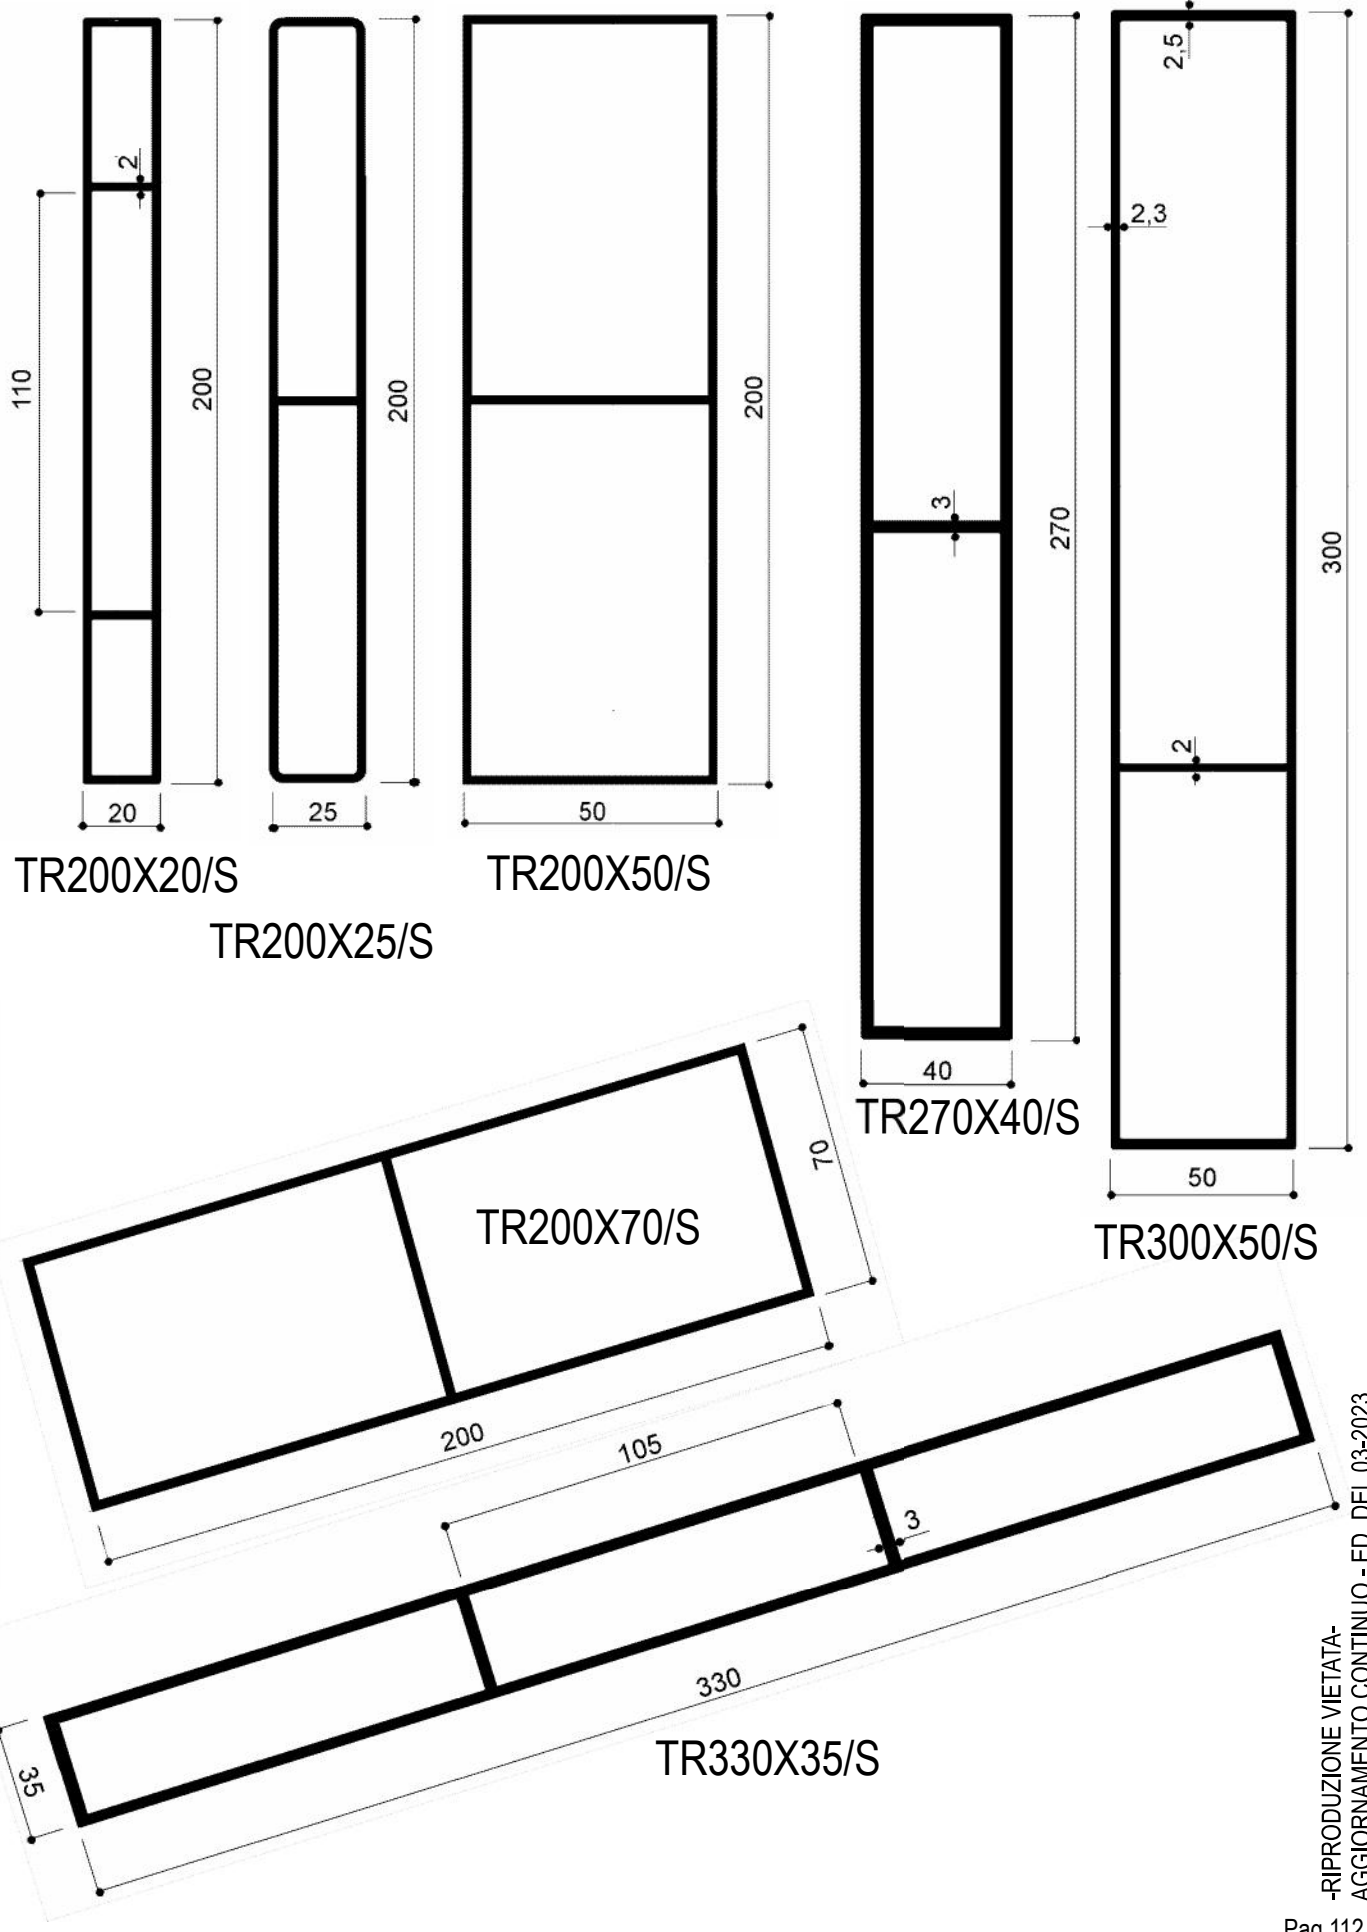 2
110
200
20
TR200X20/S
200
25
TR200X25/S
200
50
TR200X50/S
3
270
40
TR270X40/S
2,5
2,3
2
300
50
TR300X50/S
70
TR200X70/S
200
105
3
330
35
TR330X35/S
-RIPRODUZIONE VIETATA-
AGGIORNAMENTO CONTINUO - ED. DEL 03-2023
Pag.112